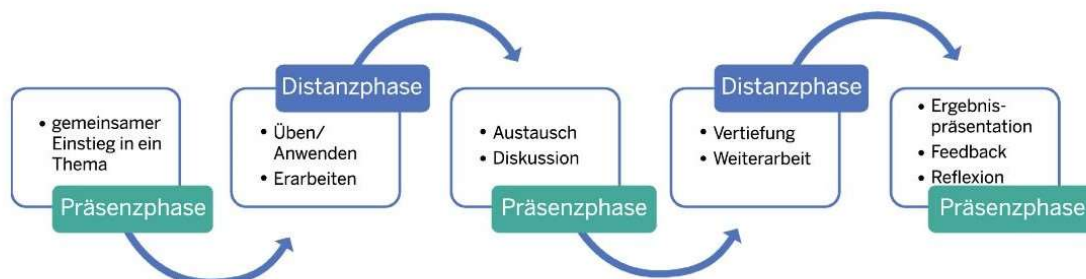 • gemeinsamer
Einstieg in ein
Thema
Präsenzphase
Distanzphase
• Üben/
Anwenden
• Erarbeiten
• Austausch
• Diskussion
Präsenzphase
Distanzphase
• Vertiefung
• Weiterarbeit
• Ergebnis-
präsentation
• Feedback
• Reflexion
Präsenzphase